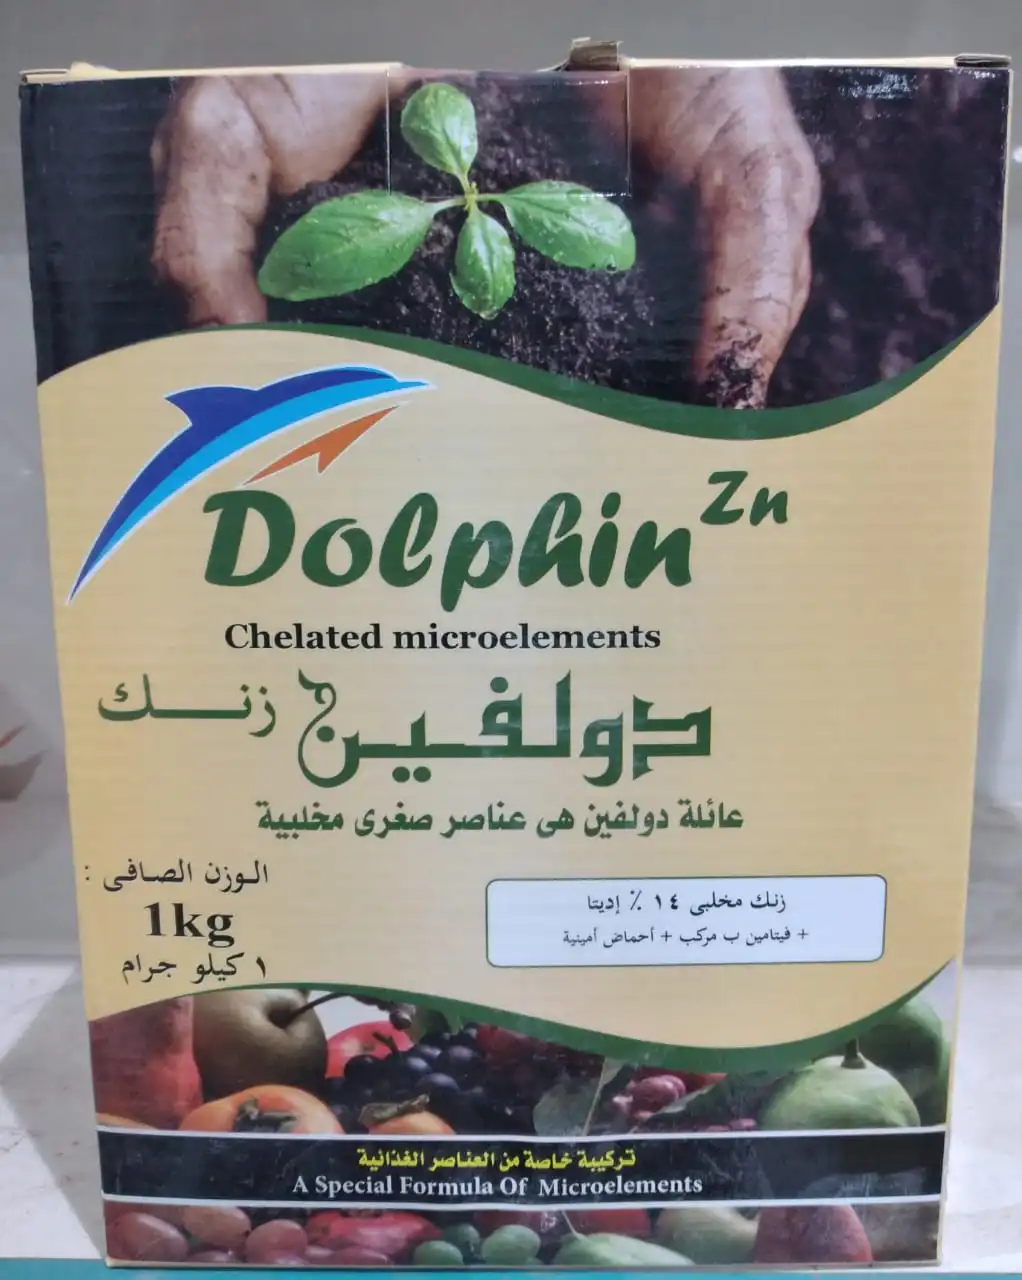 Dolphin Zn
Chelated microelements
دولفين زنك
عائلة دولفين هى عناصر صغرى مخلبية
الوزن الصافى :
1kg
١ كيلو جرام
زنك مخلبى ١٤ ٪ إديتا
+ فيتامين ب مركب + أحماض أمينية
تركيبة خاصة من العناصر الغذائية
A Special Formula Of Microelements